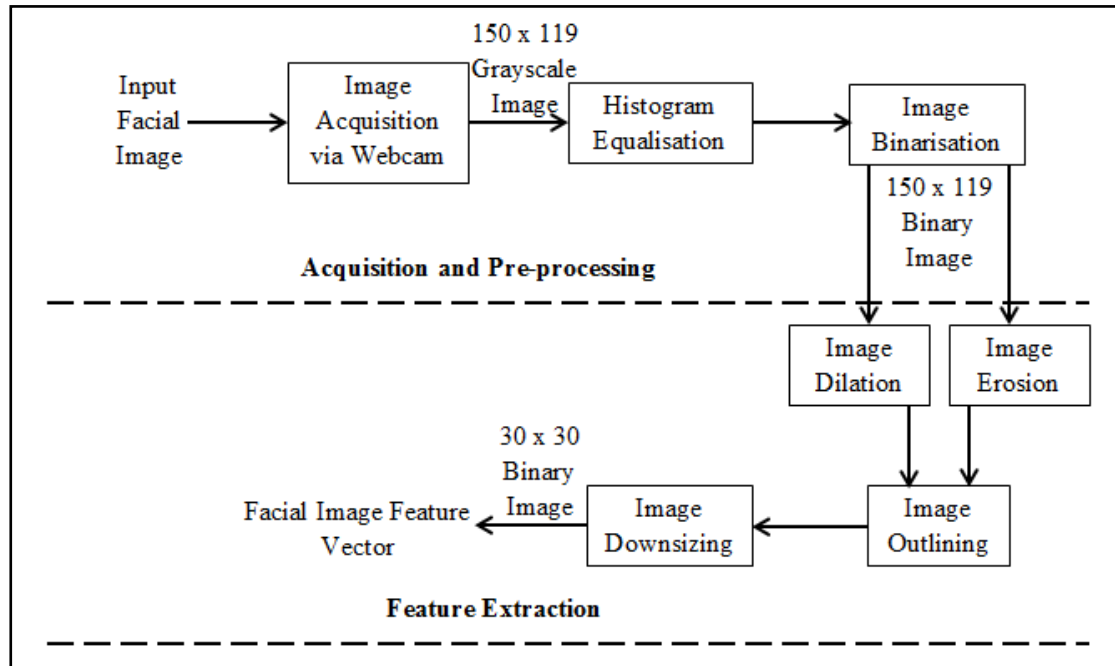 Input
Facial
Image
Image
Acquisition
via Webcam
150 x 119
Grayscale
Image
Histogram
Equalisation
Image
Binarisation
150 x 119
Binary
Image
Acquisition and Pre-processing
Image
Dilation
Image
Erosion
Image
Outlining
Image
Downsizing
30 x 30
Binary
Image
Facial Image Feature
Vector
Feature Extraction